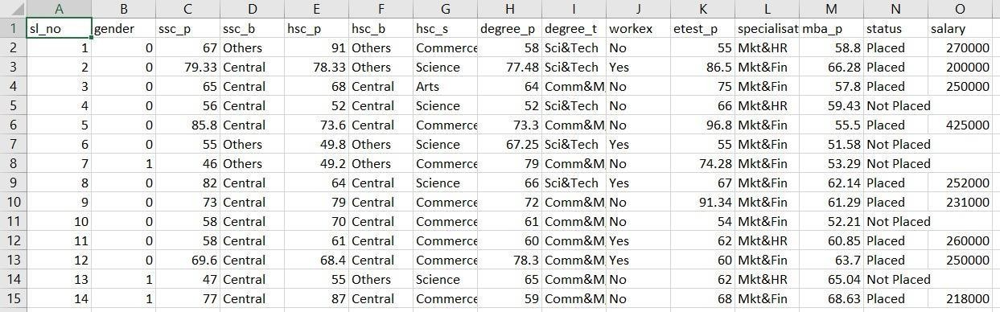 A B C D E F G H I J K L M N O
1 sl_no gender ssc_p ssc_b hsc_p hsc_b hsc_s degree_p degree_t workex etest_p specialisat mba_p status salary
2 1 0 67 Others 91 Others Commerce 58 Sci&Tech No 55 Mkt&HR 58.8 Placed 270000
3 2 0 79.33 Central 78.33 Others Science 77.48 Sci&Tech Yes 86.5 Mkt&Fin 66.28 Placed 200000
4 3 0 65 Central 68 Central Arts 64 Comm&M No 75 Mkt&Fin 57.8 Placed 250000
5 4 0 56 Central 52 Central Science 52 Sci&Tech No 66 Mkt&HR 59.43 Not Placed
6 5 0 85.8 Central 73.6 Central Commerce 73.3 Comm&M No 96.8 Mkt&Fin 55.5 Placed 425000
7 6 0 55 Others 49.8 Others Science 67.25 Sci&Tech Yes 55 Mkt&Fin 51.58 Not Placed
8 7 1 46 Others 49.2 Others Commerce 79 Comm&M No 74.28 Mkt&Fin 53.29 Not Placed
9 8 0 82 Central 64 Central Science 66 Sci&Tech Yes 67 Mkt&Fin 62.14 Placed 252000
10 9 0 73 Central 79 Central Commerce 72 Comm&M No 91.34 Mkt&Fin 61.29 Placed 231000
11 10 0 58 Central 70 Central Commerce 61 Comm&M No 54 Mkt&Fin 52.21 Not Placed
12 11 0 58 Central 61 Central Commerce 60 Comm&M Yes 62 Mkt&HR 60.85 Placed 260000
13 12 0 69.6 Central 68.4 Central Commerce 78.3 Comm&M Yes 60 Mkt&Fin 63.7 Placed 250000
14 13 1 47 Central 55 Others Science 65 Comm&M No 62 Mkt&HR 65.04 Not Placed
15 14 1 77 Central 87 Central Commerce 59 Comm&M No 68 Mkt&Fin 68.63 Placed 218000